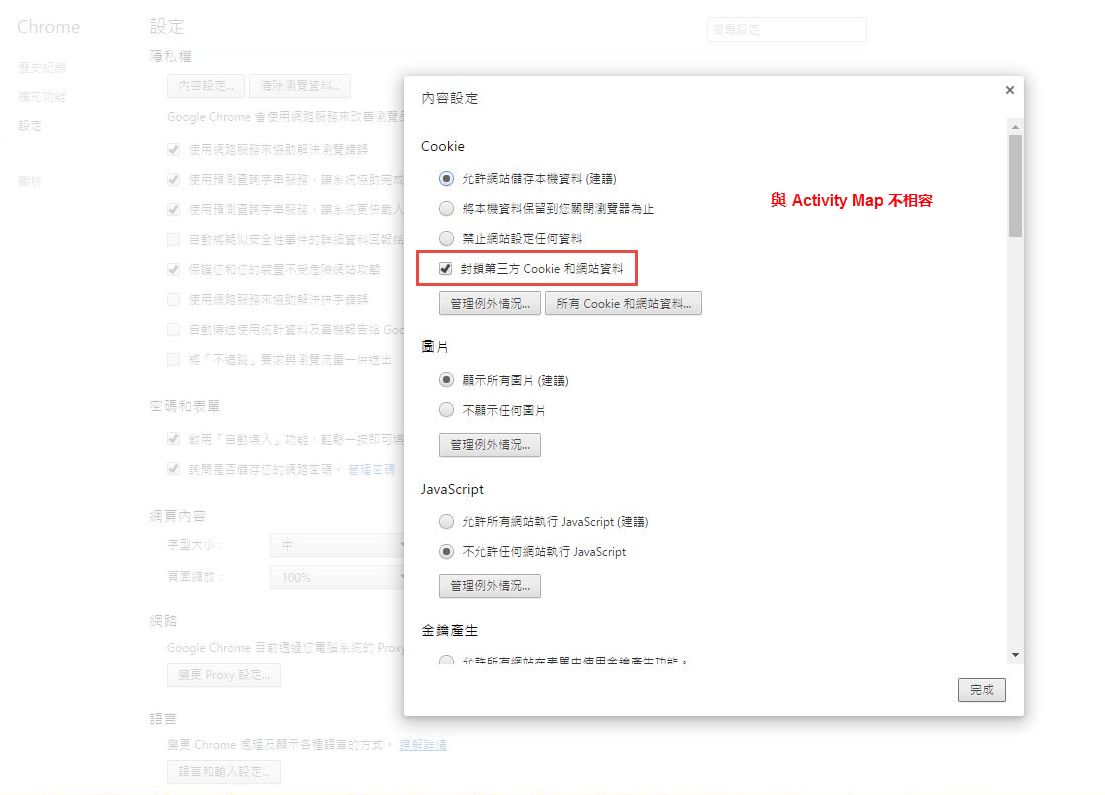 Chrome
歷史紀錄
擴充功能
設定
關於
設定
搜尋設定
隱私權
內容設定...
清除瀏覽資料...
Google Chrome 會使用網路服務來改善瀏覽
使用網路服務來協助解決瀏覽錯誤
使用預測查詢字串服務，讓系統協助完成
使用預測查詢字串服務，讓系統更快載入
自動將疑似安全性事件的詳細資料回報給
保護您和您的裝置不受危險網站攻擊
使用網路服務來協助解決拼字錯誤
自動傳送使用統計資料及當機報告給 Goo
將「不追蹤」要求與瀏覽流量一併送出
密碼和表單
啟用「自動填入」功能，輕鬆一按即可填
詢問是否儲存您的網路密碼。 管理密碼
網頁內容
字型大小：
中
頁面縮放：
100%
網路
Google Chrome 目前透過您電腦系統的 Proxy
變更 Proxy 設定...
語言
變更 Chrome 處理及顯示各種語言的方式。 瞭解詳情
語言和輸入設定...
內容設定
Cookie
允許網站儲存本機資料 (建議)
將本機資料保留到您關閉瀏覽器為止
禁止網站設定任何資料
封鎖第三方 Cookie 和網站資料
管理例外情況...
所有 Cookie 和網站資料...
與 Activity Map 不相容
圖片
顯示所有圖片 (建議)
不顯示任何圖片
管理例外情況...
JavaScript
允許所有網站執行 JavaScript (建議)
不允許任何網站執行 JavaScript
管理例外情況...
金鑰產生
允許所有網站在表單中使用金鑰產生功能。
完成